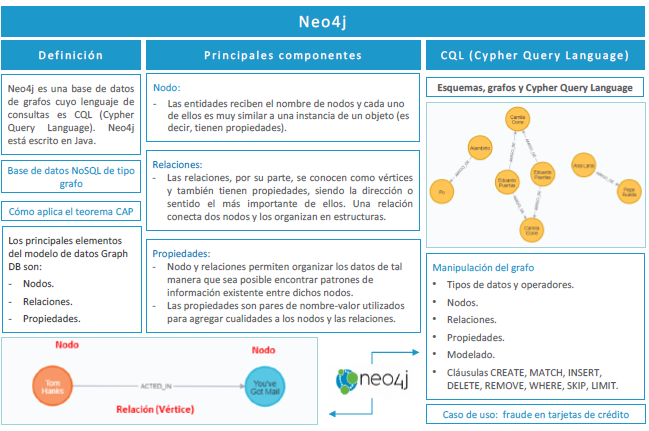 Neo4j
Definición
Neo4j es una base de datos
de grafos cuyo lenguaje de
consultas es CQL (Cypher
Query Language). Neo4j
está escrito en Java.
Base de datos NoSQL de tipo
grafo
Cómo aplica el teorema CAP
Los principales elementos
del modelo de datos Graph
DB son:
- Nodos.
- Relaciones.
- Propiedades.
Principales componentes
Nodo:
- Las entidades reciben el nombre de nodos y cada uno
de ellos es muy similar a una instancia de un objeto (es
decir, tienen propiedades).
Relaciones:
- Las relaciones, por su parte, se conocen como vértices
y también tienen propiedades, siendo la dirección o
sentido el más importante de ellos. Una relación
conecta dos nodos y los organizan en estructuras.
Propiedades:
- Nodo y relaciones permiten organizar los datos de tal
manera que sea posible encontrar patrones de
información existente entre dichos nodos.
- Las propiedades son pares de nombre-valor utilizados
para agregar cualidades a los nodos y las relaciones.
CQL (Cypher Query Language)
Esquemas, grafos y Cypher Query Language
Eduardo
Puertas
Eduardo
Puertas
Manipulación del grafo
• Tipos de datos y operadores.
• Nodos.
• Relaciones.
• Propiedades.
• Modelado.
• Cláusulas CREATE, MATCH, INSERT,
DELETE, REMOVE, WHERE, SKIP, LIMIT.
Caso de uso: fraude en tarjetas de crédito
Nodo
Nodo
Tom
Hanks
ACTED_IN
You've
Got Mail
Relación (Vértice)
neo4j